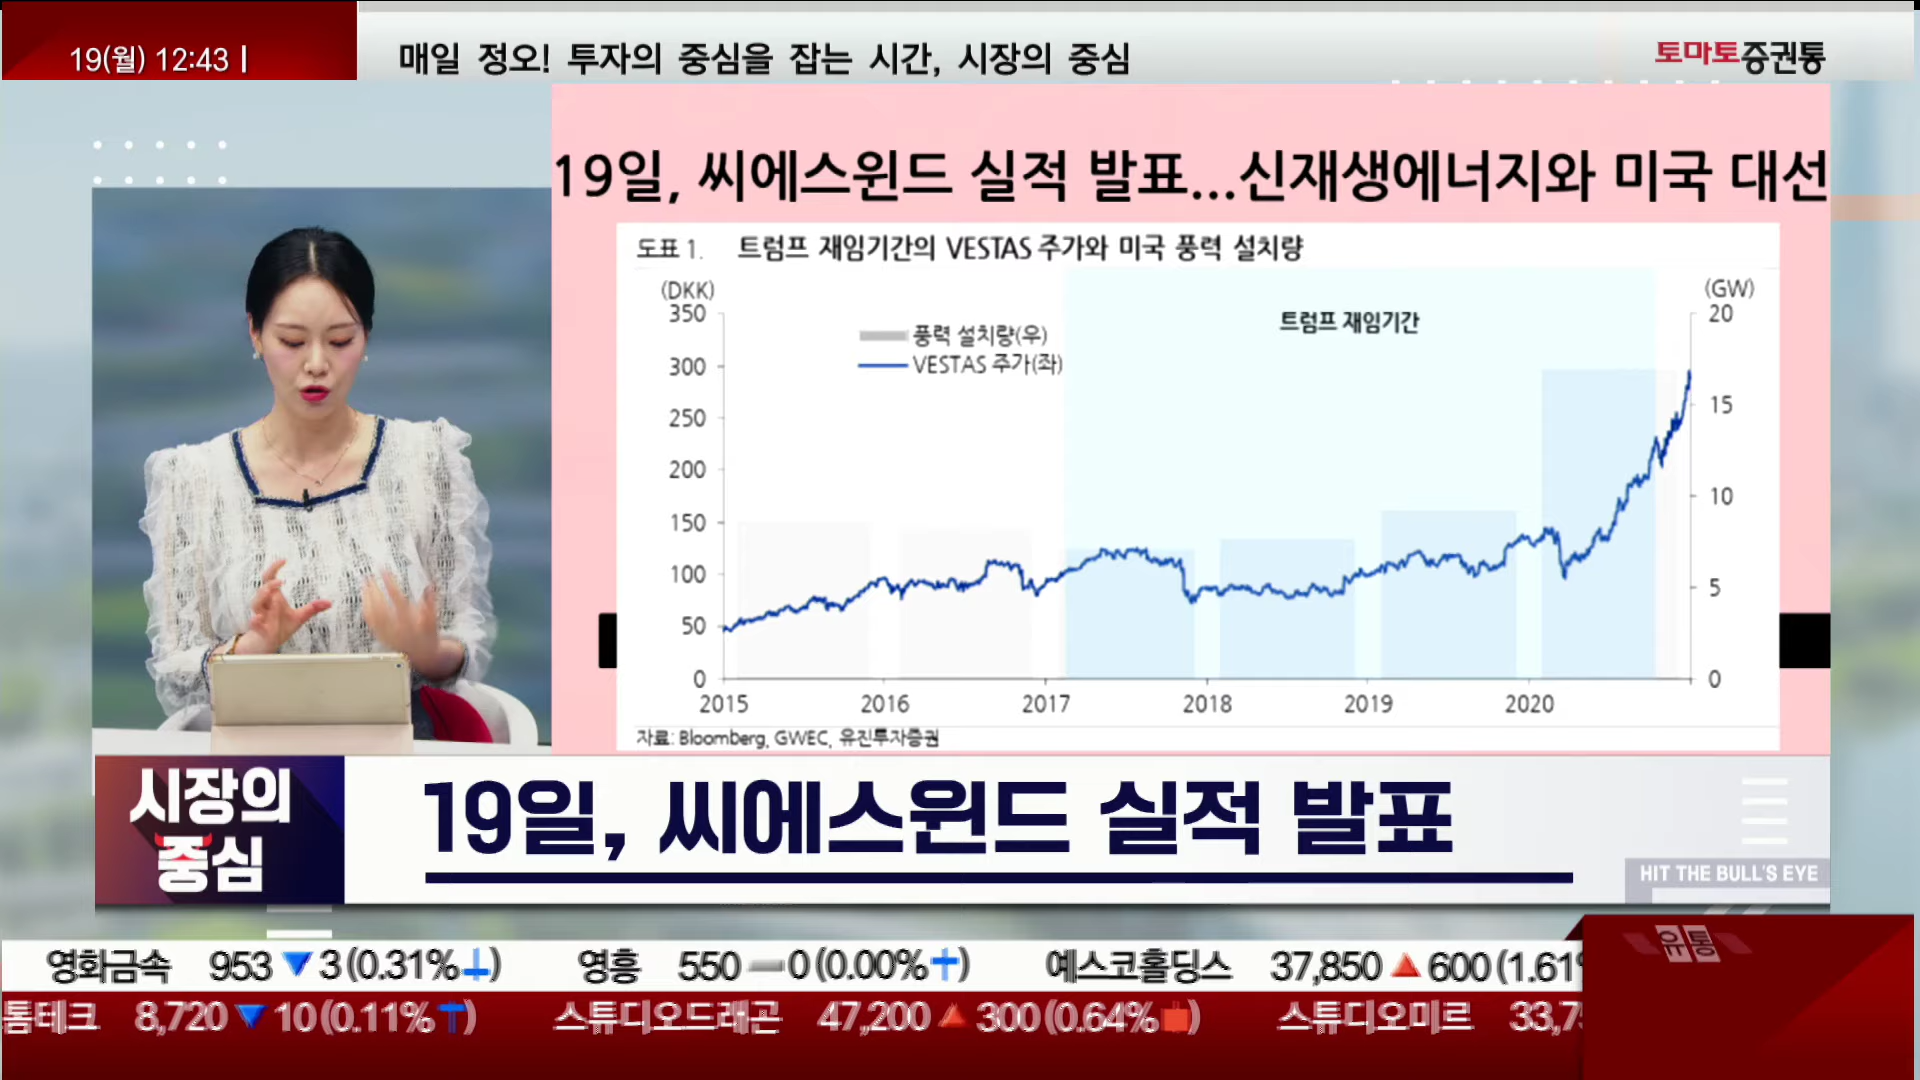 19(월) 12:43
매일 정오! 투자의 중심을 잡는 시간, 시장의 중심
토마토증권통
19일, 씨에스윈드 실적 발표...신재생에너지와 미국 대선
도표 1. 트럼프 재임기간의 VESTAS 주가와 미국 풍력 설치량
(DKK)
(GW)
350
300
250
200
150
100
50
0
풍력 설치량(우)
VESTAS 주가(좌)
트럼프 재임기간
20
15
10
5
0
2015 2016 2017 2018 2019 2020
자료: Bloomberg, GWEC, 유진투자증권
시장의
중심
19일, 씨에스윈드 실적 발표
HIT THE BULL'S EYE
영화금속 953 ▼ 3 (0.31%↓) 영흥 550 ━ 0 (0.00%+) 예스코홀딩스 37,850 ▲ 600 (1.61%
유통
톰테크 8,720 ▼ 10 (0.11%) 스튜디오드래곤 47,200 ▲ 300 (0.64%) 스튜디오미르